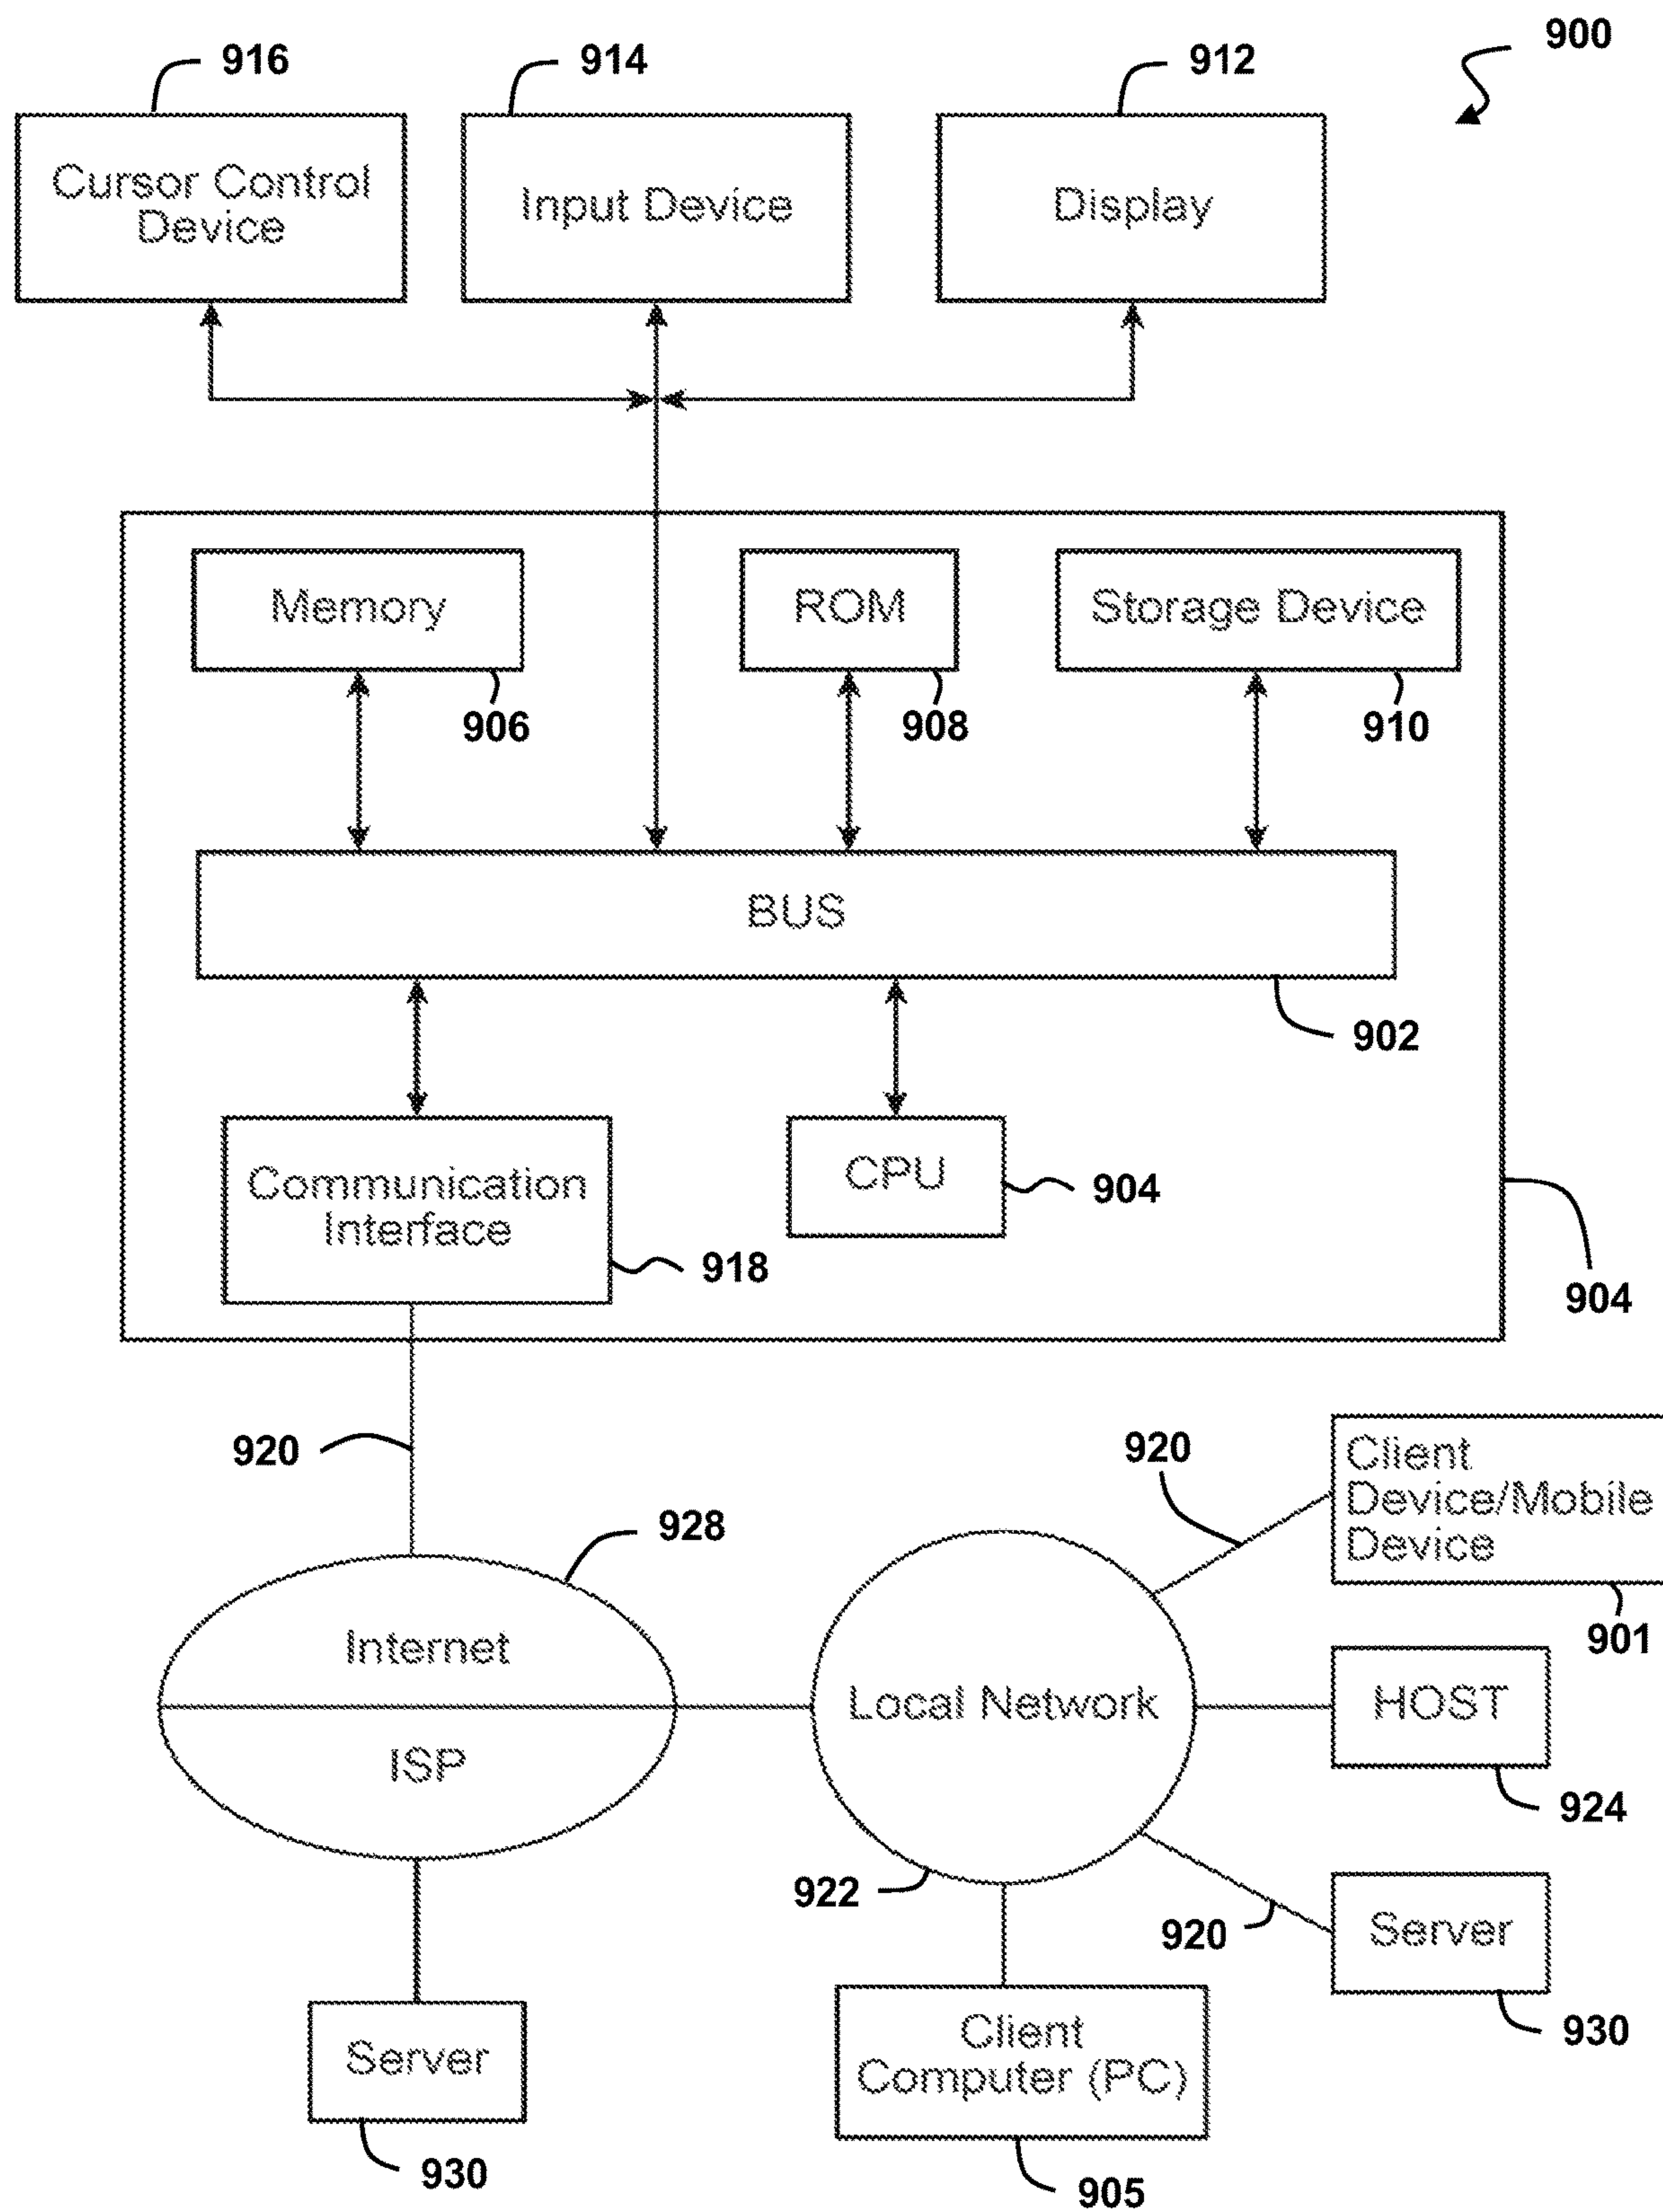 900
916
914
912
Cursor Control
Device
Input Device
Display
Memory
ROM
Storage Device
906
908
910
BUS
902
Communication
Interface
CPU
904
918
904
920
920
Client
Device/Mobile
Device
928
901
Internet
Local Network
HOST
ISP
924
922
920
Server
930
Server
Client
Computer (PC)
930
905